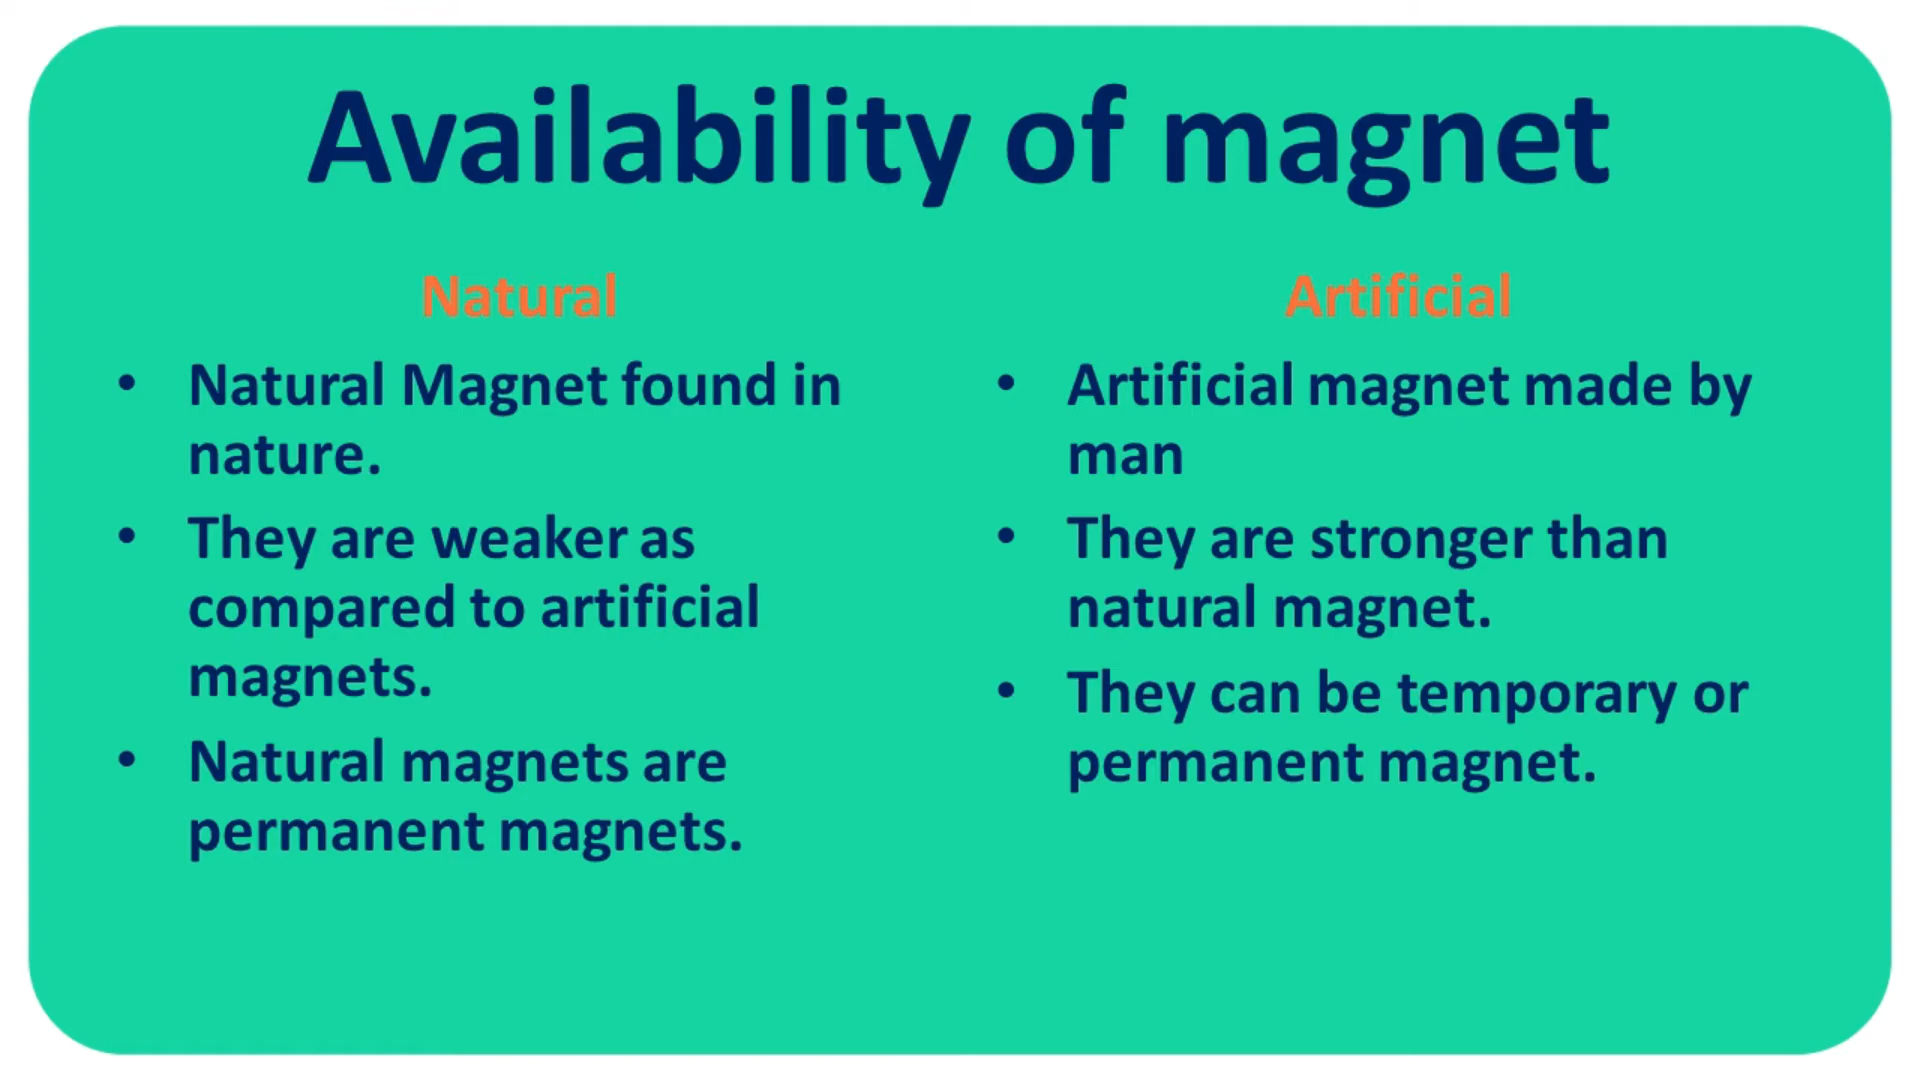 Availability of magnet
Natural
• Natural Magnet found in
nature.
• They are weaker as
compared to artificial
magnets.
• Natural magnets are
permanent magnets.
Artificial
• Artificial magnet made by
man
• They are stronger than
natural magnet.
• They can be temporary or
permanent magnet.